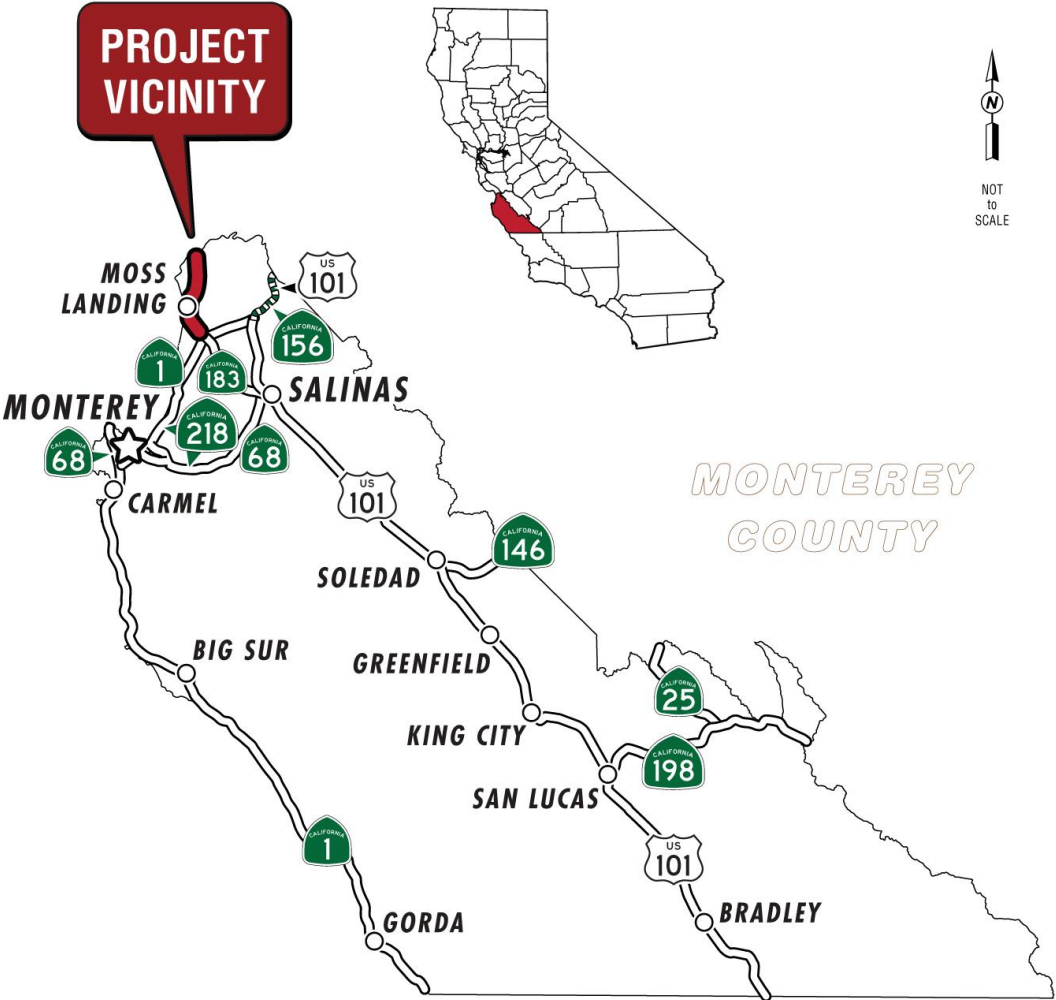 PROJECT
VICINITY
N
NOT
to
SCALE
MOSS
LANDING
US
101
CALIFORNIA
156
CALIFORNIA
1
CALIFORNIA
183
SALINAS
MONTEREY
CALIFORNIA
218
CALIFORNIA
68
CALIFORNIA
68
CARMEL
US
101
MONTEREY
COUNTY
CALIFORNIA
146
SOLEDAD
BIG SUR
GREENFIELD
CALIFORNIA
25
KING CITY
CALIFORNIA
198
SAN LUCAS
CALIFORNIA
1
US
101
BRADLEY
GORDA